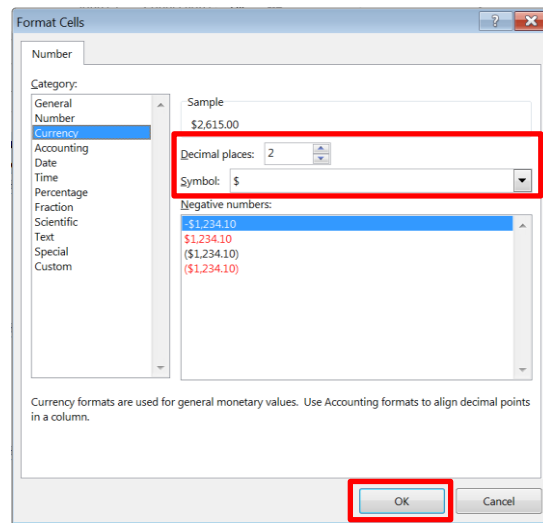 Format Cells
Number
Category:
General
Number
Currency
Accounting
Date
Time
Percentage
Fraction
Scientific
Text
Special
Custom
Sample
$2,615.00
Decimal places: 2
Symbol: $
Negative numbers:
-$1,234.10
$1,234.10
($1,234.10)
($1,234.10)
Currency formats are used for general monetary values.  Use Accounting formats to align decimal points
in a column.
OK Cancel